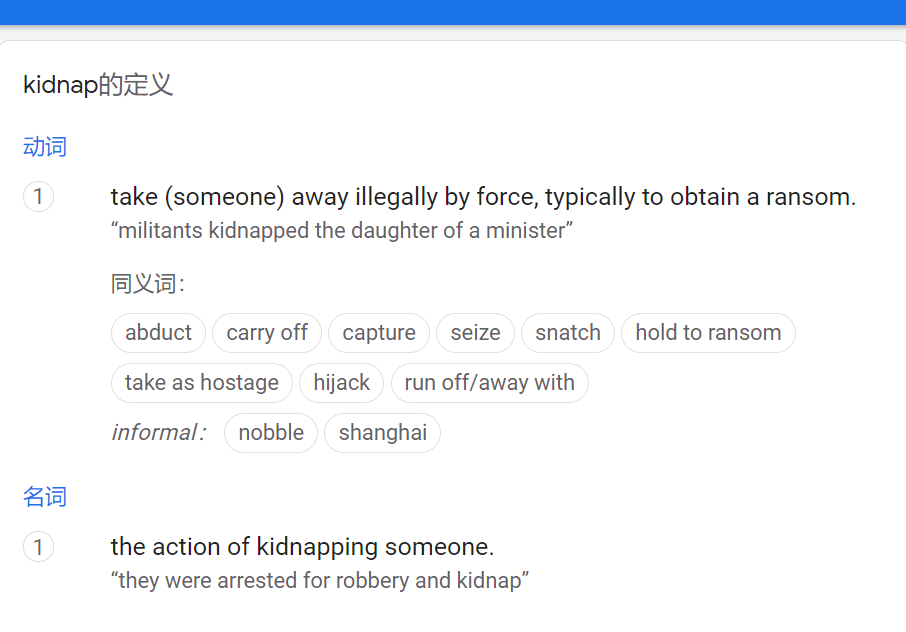 kidnap的定义
动词
1 take (someone) away illegally by force, typically to obtain a ransom.
“militants kidnapped the daughter of a minister”
同义词：
abduct carry off capture seize snatch hold to ransom
take as hostage hijack run off/away with
informal： nobble shanghai
名词
1 the action of kidnapping someone.
“they were arrested for robbery and kidnap”